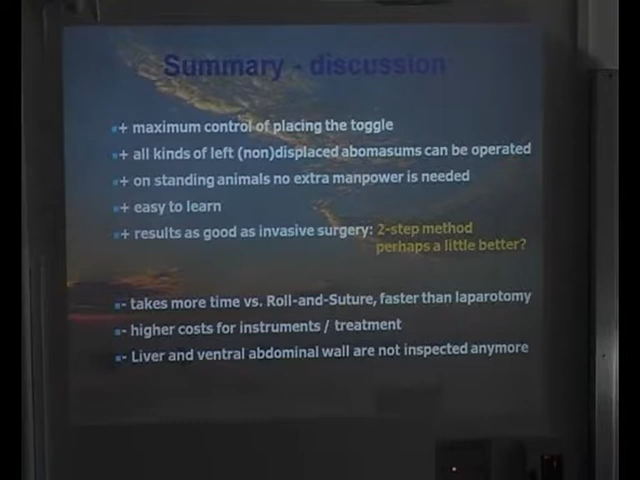 Summary - discussion
+ maximum control of placing the toggle
+ all kinds of left (non)displaced abomasums can be operated
+ on standing animals no extra manpower is needed
+ easy to learn
+ results as good as invasive surgery: 2-step method
perhaps a little better?
- takes more time vs. Roll-and-Suture, faster than laparotomy
- higher costs for instruments / treatment
- Liver and ventral abdominal wall are not inspected anymore